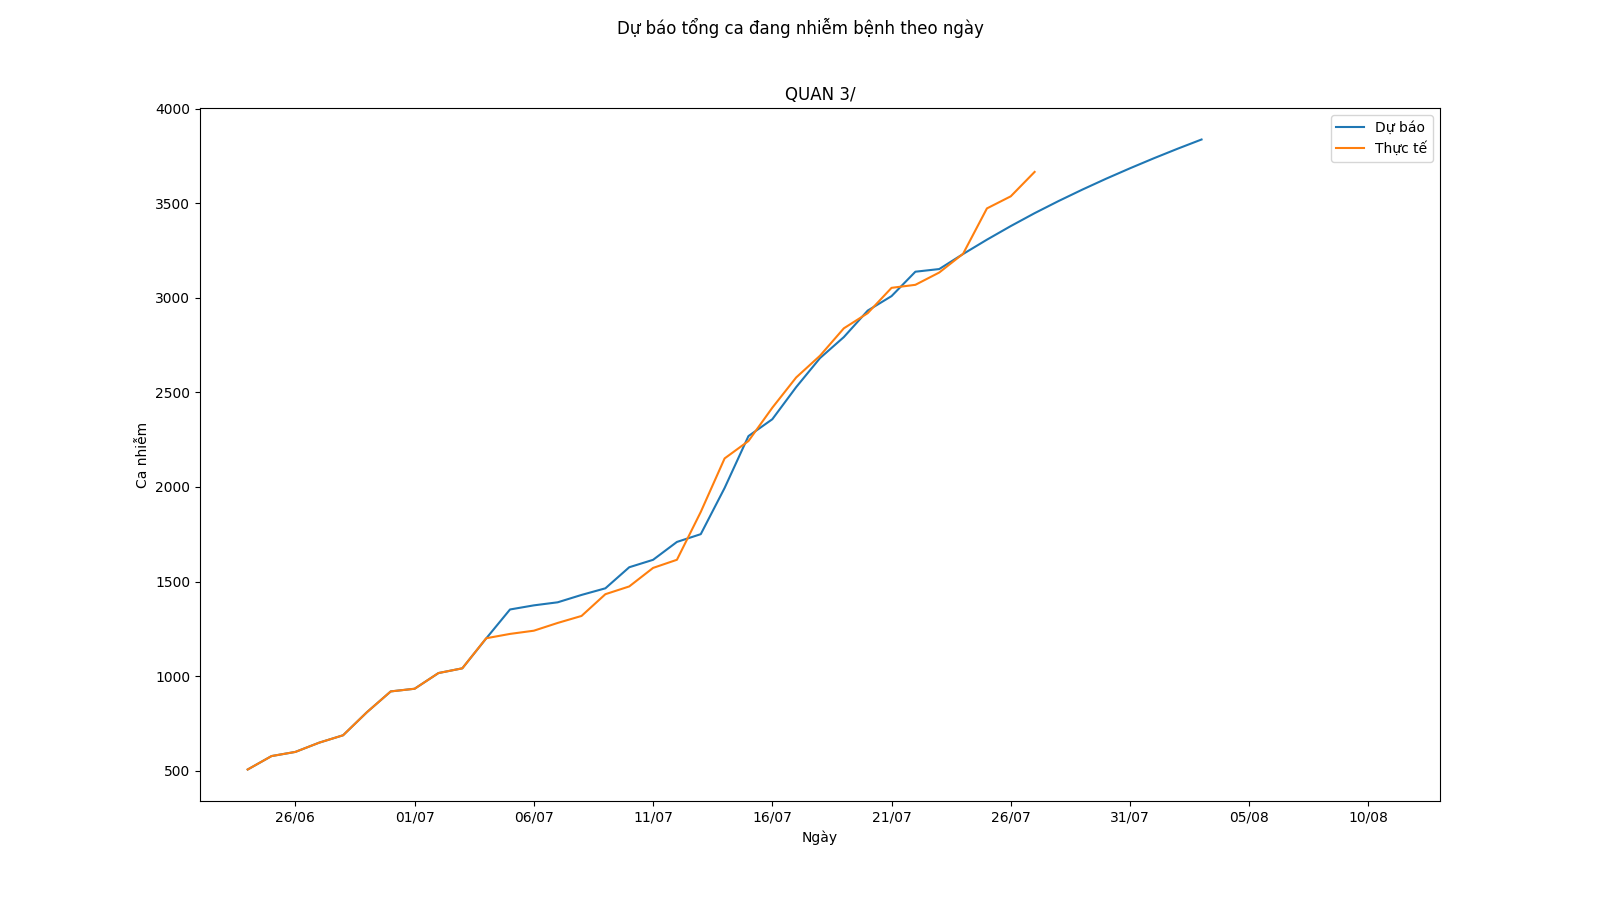 Dự báo tổng ca đang nhiễm bệnh theo ngày
QUAN 3/
Dự báo
Thực tế
4000
3500
3000
2500
2000
1500
1000
500
Ca nhiễm
26/06 01/07 06/07 11/07 16/07 21/07 26/07 31/07 05/08 10/08
Ngày